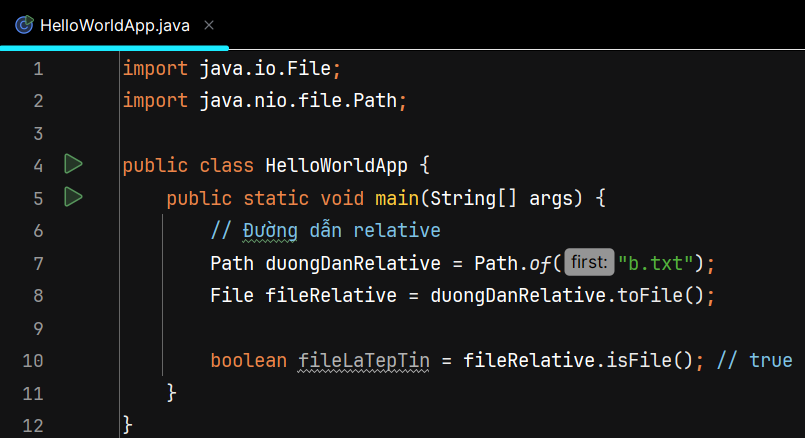 HelloWorldApp.java
1 import java.io.File;
2 import java.nio.file.Path;
3
4 public class HelloWorldApp {
5 public static void main(String[] args) {
6 // Đường dẫn relative
7 Path duongDanRelative = Path.of( first: "b.txt");
8 File fileRelative = duongDanRelative.toFile();
9
10 boolean fileLaTepTin = fileRelative.isFile(); // true
11 }
12 }